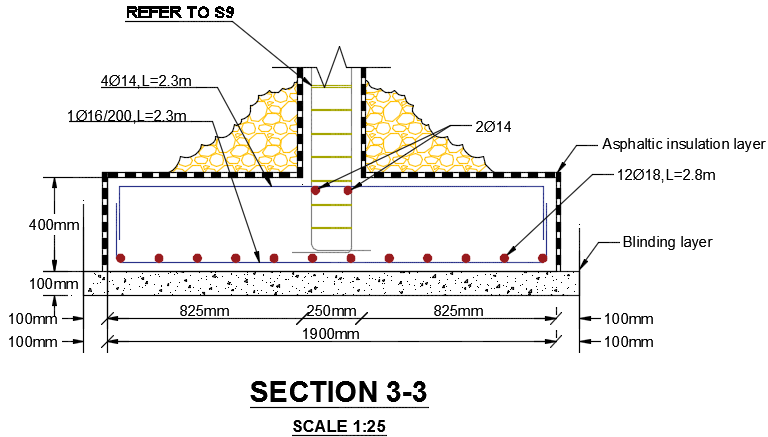 REFER TO S9
4Ø14,L=2.3m
1Ø16/200,L=2.3m
2Ø14
Asphaltic insulation layer
12Ø18,L=2.8m
400mm
Blinding layer
100mm
825mm
250mm
825mm
100mm
100mm
1900mm
100mm
100mm
SECTION 3-3
SCALE 1:25